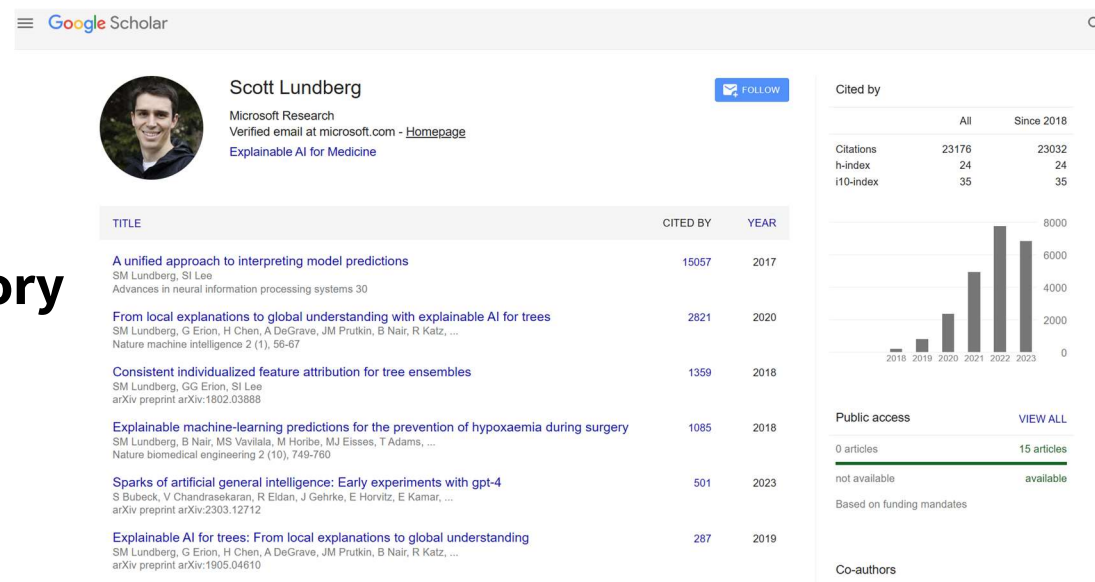 Google Scholar
Scott Lundberg
FOLLOW
Microsoft Research
Verified email at microsoft.com - Homepage
Explainable AI for Medicine
TITLE CITED BY YEAR
A unified approach to interpreting model predictions 15057 2017
SM Lundberg, SI Lee
Advances in neural information processing systems 30
From local explanations to global understanding with explainable AI for trees 2821 2020
SM Lundberg, G Erion, H Chen, A DeGrave, JM Prutkin, B Nair, R Katz, ...
Nature machine intelligence 2 (1), 56-67
Consistent individualized feature attribution for tree ensembles 1359 2018
SM Lundberg, GG Erion, SI Lee
arXiv preprint arXiv:1802.03888
Explainable machine-learning predictions for the prevention of hypoxaemia during surgery 1085 2018
SM Lundberg, B Nair, MS Vavilala, M Horibe, MJ Eisses, T Adams, ...
Nature biomedical engineering 2 (10), 749-760
Sparks of artificial general intelligence: Early experiments with gpt-4 501 2023
S Bubeck, V Chandrasekaran, R Eldan, J Gehrke, E Horvitz, E Kamar, ...
arXiv preprint arXiv:2303.12712
Explainable AI for trees: From local explanations to global understanding 287 2019
SM Lundberg, G Erion, H Chen, A DeGrave, JM Prutkin, B Nair, R Katz, ...
arXiv preprint arXiv:1905.04610
Cited by
All Since 2018
Citations 23176 23032
h-index 24 24
i10-index 35 35
8000
6000
4000
2000
0
2018 2019 2020 2021 2022 2023
Public access VIEW ALL
0 articles 15 articles
not available available
Based on funding mandates
Co-authors
ory